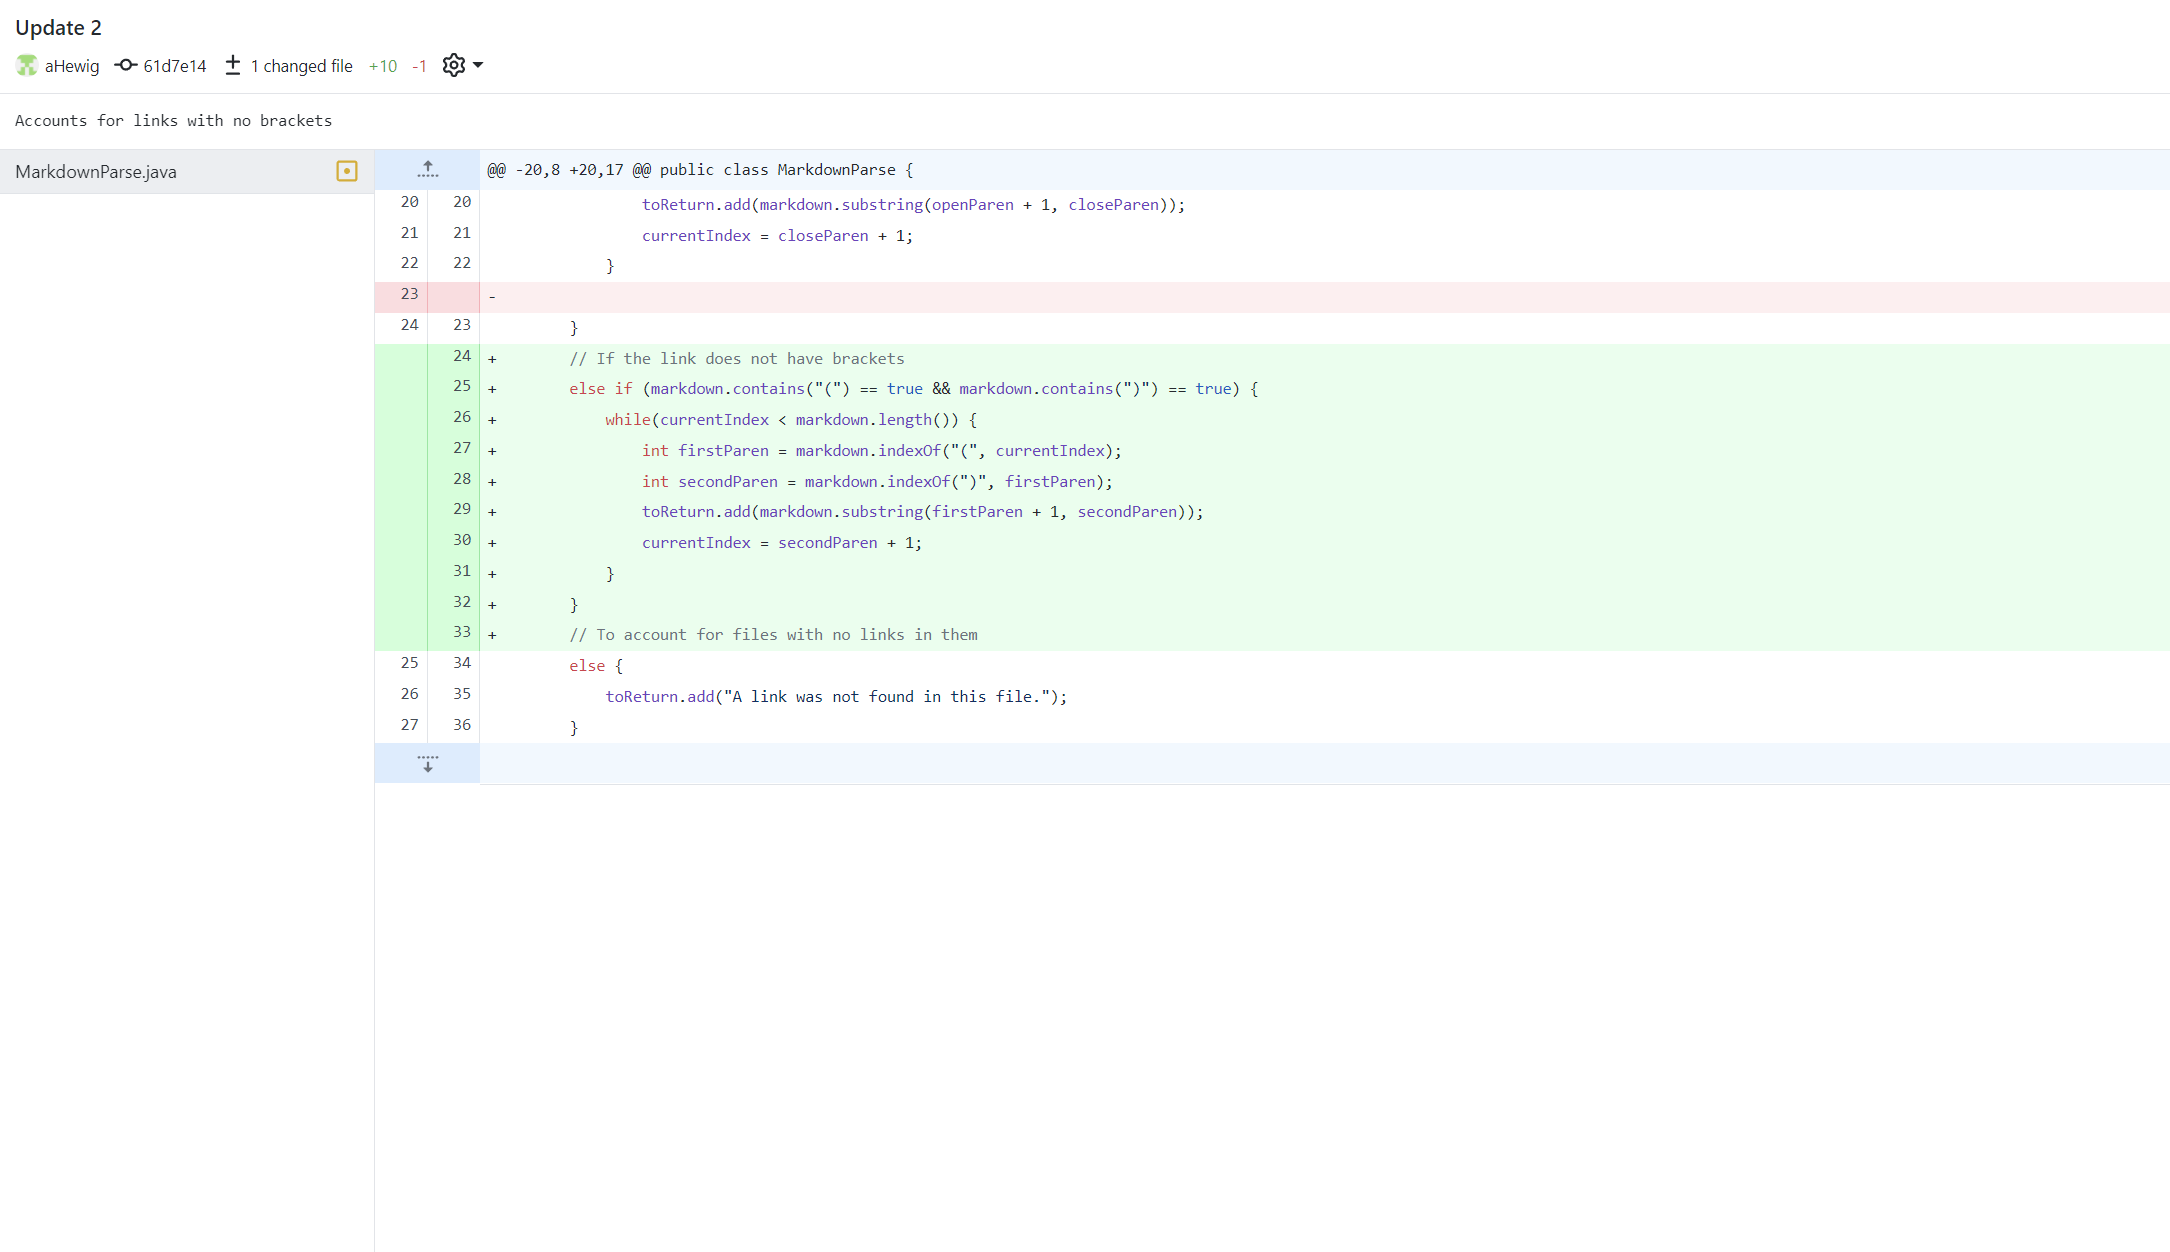 Update 2
aHewig 61d7e14 1 changed file +10 -1
Accounts for links with no brackets
MarkdownParse.java
@@ -20,8 +20,17 @@ public class MarkdownParse {
20 20 toReturn.add(markdown.substring(openParen + 1, closeParen));
21 21 currentIndex = closeParen + 1;
22 22 }
23 -
24 23 }
24 + // If the link does not have brackets
25 + else if (markdown.contains("(") == true && markdown.contains(")") == true) {
26 + while(currentIndex < markdown.length()) {
27 + int firstParen = markdown.indexOf("(", currentIndex);
28 + int secondParen = markdown.indexOf(")", firstParen);
29 + toReturn.add(markdown.substring(firstParen + 1, secondParen));
30 + currentIndex = secondParen + 1;
31 + }
32 + }
33 + // To account for files with no links in them
25 34 else {
26 35 toReturn.add("A link was not found in this file.");
27 36 }